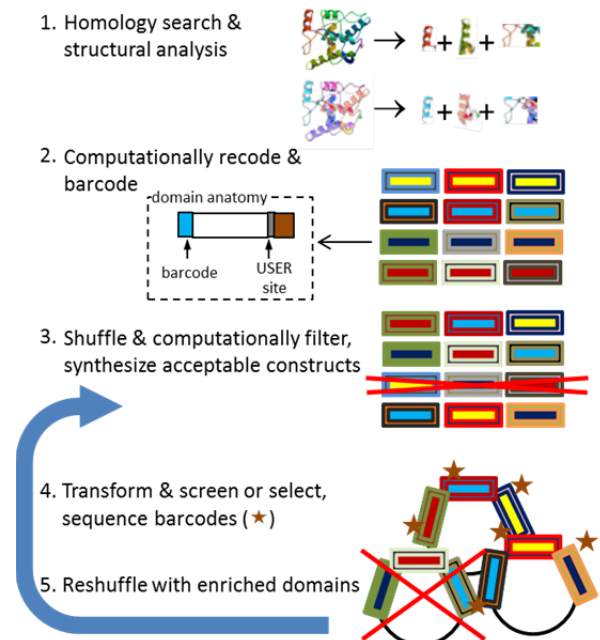 1. Homology search &
structural analysis
2. Computationally recode &
barcode
domain anatomy
barcode
USER
site
3. Shuffle & computationally filter,
synthesize acceptable constructs
4. Transform & screen or select,
sequence barcodes (★)
5. Reshuffle with enriched domains